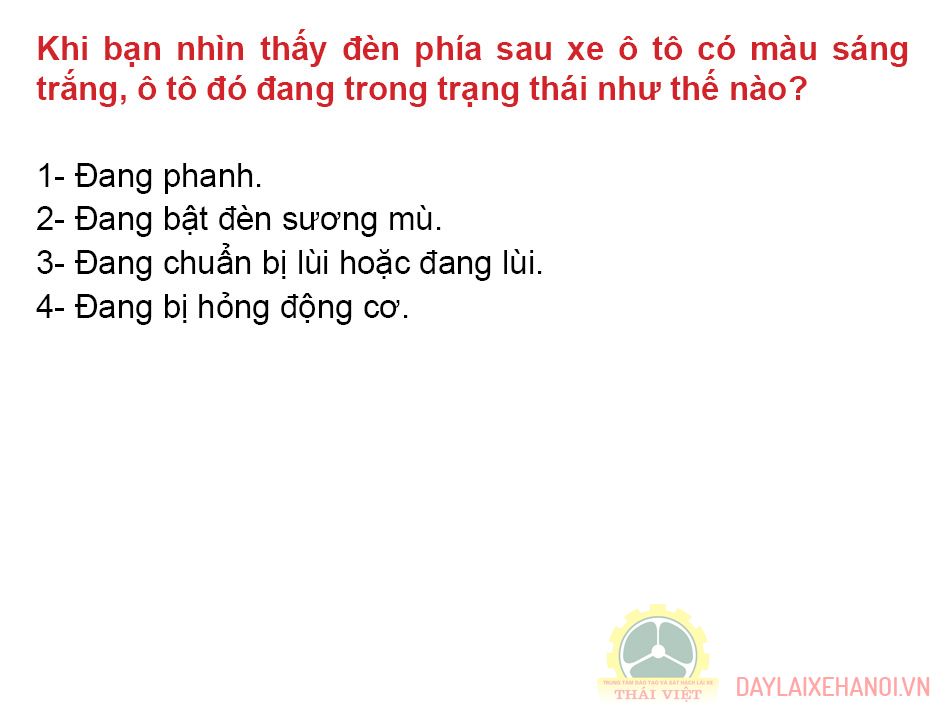 Khi bạn nhìn thấy đèn phía sau xe ô tô có màu sáng
trắng, ô tô đó đang trong trạng thái như thế nào?
1- Đang phanh.
2- Đang bật đèn sương mù.
3- Đang chuẩn bị lùi hoặc đang lùi.
4- Đang bị hỏng động cơ.
TRUNG TÂM ĐÀO TẠO VÀ SÁT HẠCH LÁI XE
THÁI VIỆT
DAYLAIXEHANOI.VN